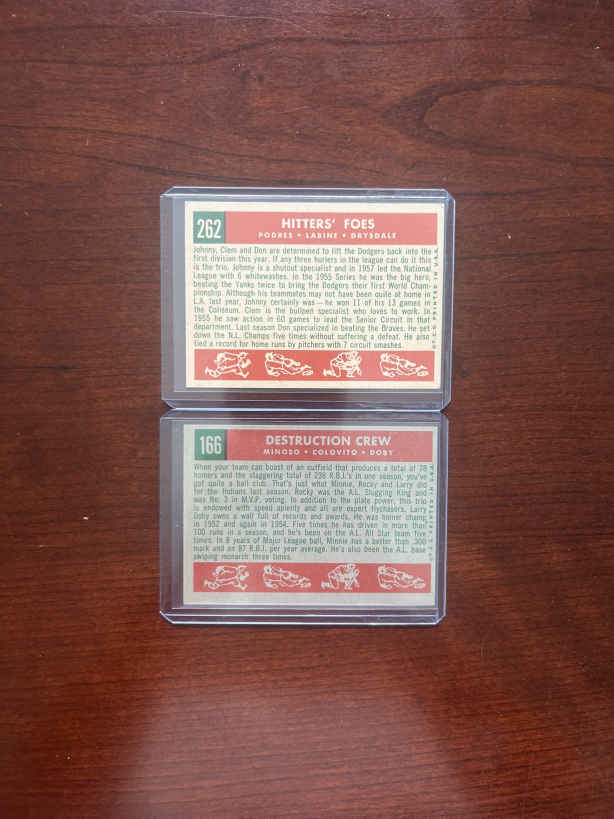 262
HITTERS' FOES
PODRES • LABINE • DRYSDALE
Johnny, Clem and Don are determined to lift the Dodgers back into the
first division this year. If any three hurlers in the league can do it this
is the trio. Johnny is a shutout specialist and in 1957 led the National
League with 6 whitewashes. In the 1955 Series he was the big hero,
beating the Yanks twice to bring the Dodgers their first World Cham-
pionship. Although his teammates may not have been quite at home in
L.A. last year, Johnny certainly was — he won 11 of his 13 games in
the Coliseum. Clem is the bullpen specialist who loves to work. In
1955 he saw action in 60 games to lead the Senior Circuit in that
department. Last season Don specialized in beating the Braves. He set
down the N.L. Champs five times without suffering a defeat. He also
tied a record for home runs by pitchers with 7 circuit smashes.
©T.C.G. PRINTED IN U.S.A.
166
DESTRUCTION CREW
MINOSO • COLOVITO • DOBY
When your team can boast of an outfield that produces a total of 78
homers and the staggering total of 236 R.B.I.'s in one season, you've
got quite a ball club. That's just what Minnie, Rocky and Larry did
for the Indians last season. Rocky was the A.L. Slugging King and
was No. 3 in M.V.P. voting. In addition to the plate power, this trio
is endowed with speed aplenty and all are expert flychasers. Larry
Doby owns a wall full of records and awards. He was homer champ
in 1952 and again in 1954. Five times he has driven in more than
100 runs in a season, and he's been on the A.L. All Star team five
times. In 8 years of Major League ball, Minnie has a better than .300
mark and an 87 R.B.I. per year average. He's also been the A.L. base
swiping monarch three times.
©T.C.G. PRINTED IN U.S.A.